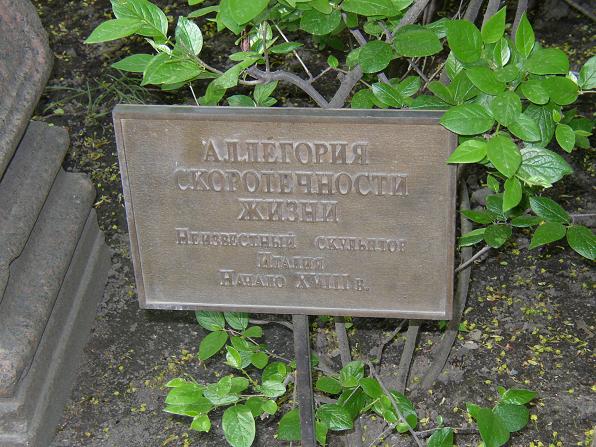 АЛЛЕГОРИЯ
СКОРОТЕЧНОСТИ
ЖИЗНИ
Неизвестный скульптор
Италия
Начало XVIII в.